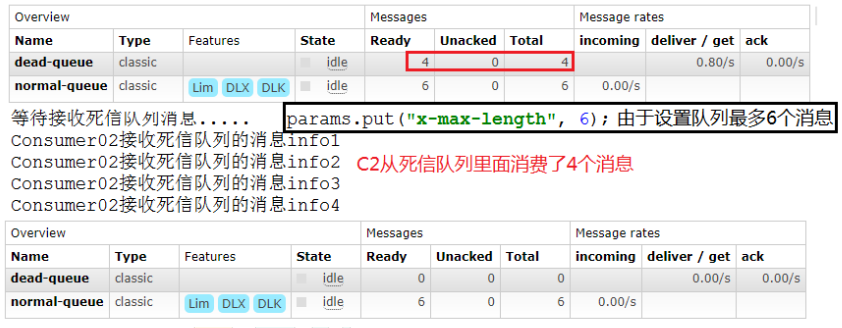 Overview Messages Message rates
Name Type Features State Ready Unacked Total incoming deliver / get ack
dead-queue classic idle 4 0 4 0.80/s 0.00/s
normal-queue classic Lim DLX DLK idle 6 0 6 0.00/s
等待接收死信队列消息..... params.put("x-max-length", 6); 由于设置队列最多6个消息
Consumer02接收死信队列的消息info1
Consumer02接收死信队列的消息info2 C2从死信队列里面消费了4个消息
Consumer02接收死信队列的消息info3
Consumer02接收死信队列的消息info4
Overview Messages Message rates
Name Type Features State Ready Unacked Total incoming deliver / get ack
dead-queue classic idle 0 0 0 0.00/s 0.00/s
normal-queue classic Lim DLX DLK idle 6 0 6 0.00/s